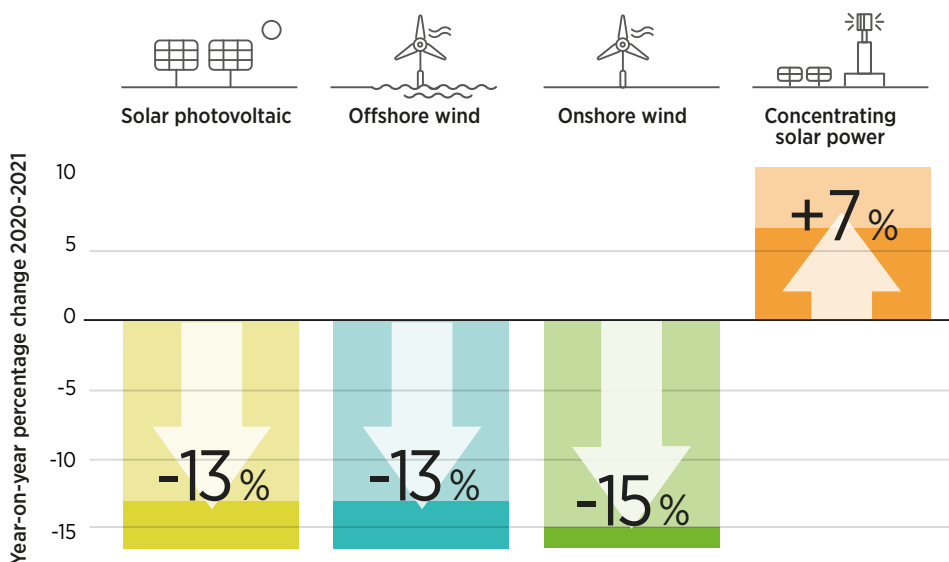 Solar photovoltaic
Offshore wind
Onshore wind
Concentrating
solar power
Year-on-year percentage change 2020-2021
10
5
0
-5
-10
-15
-13 %
-13 %
-15 %
+7 %